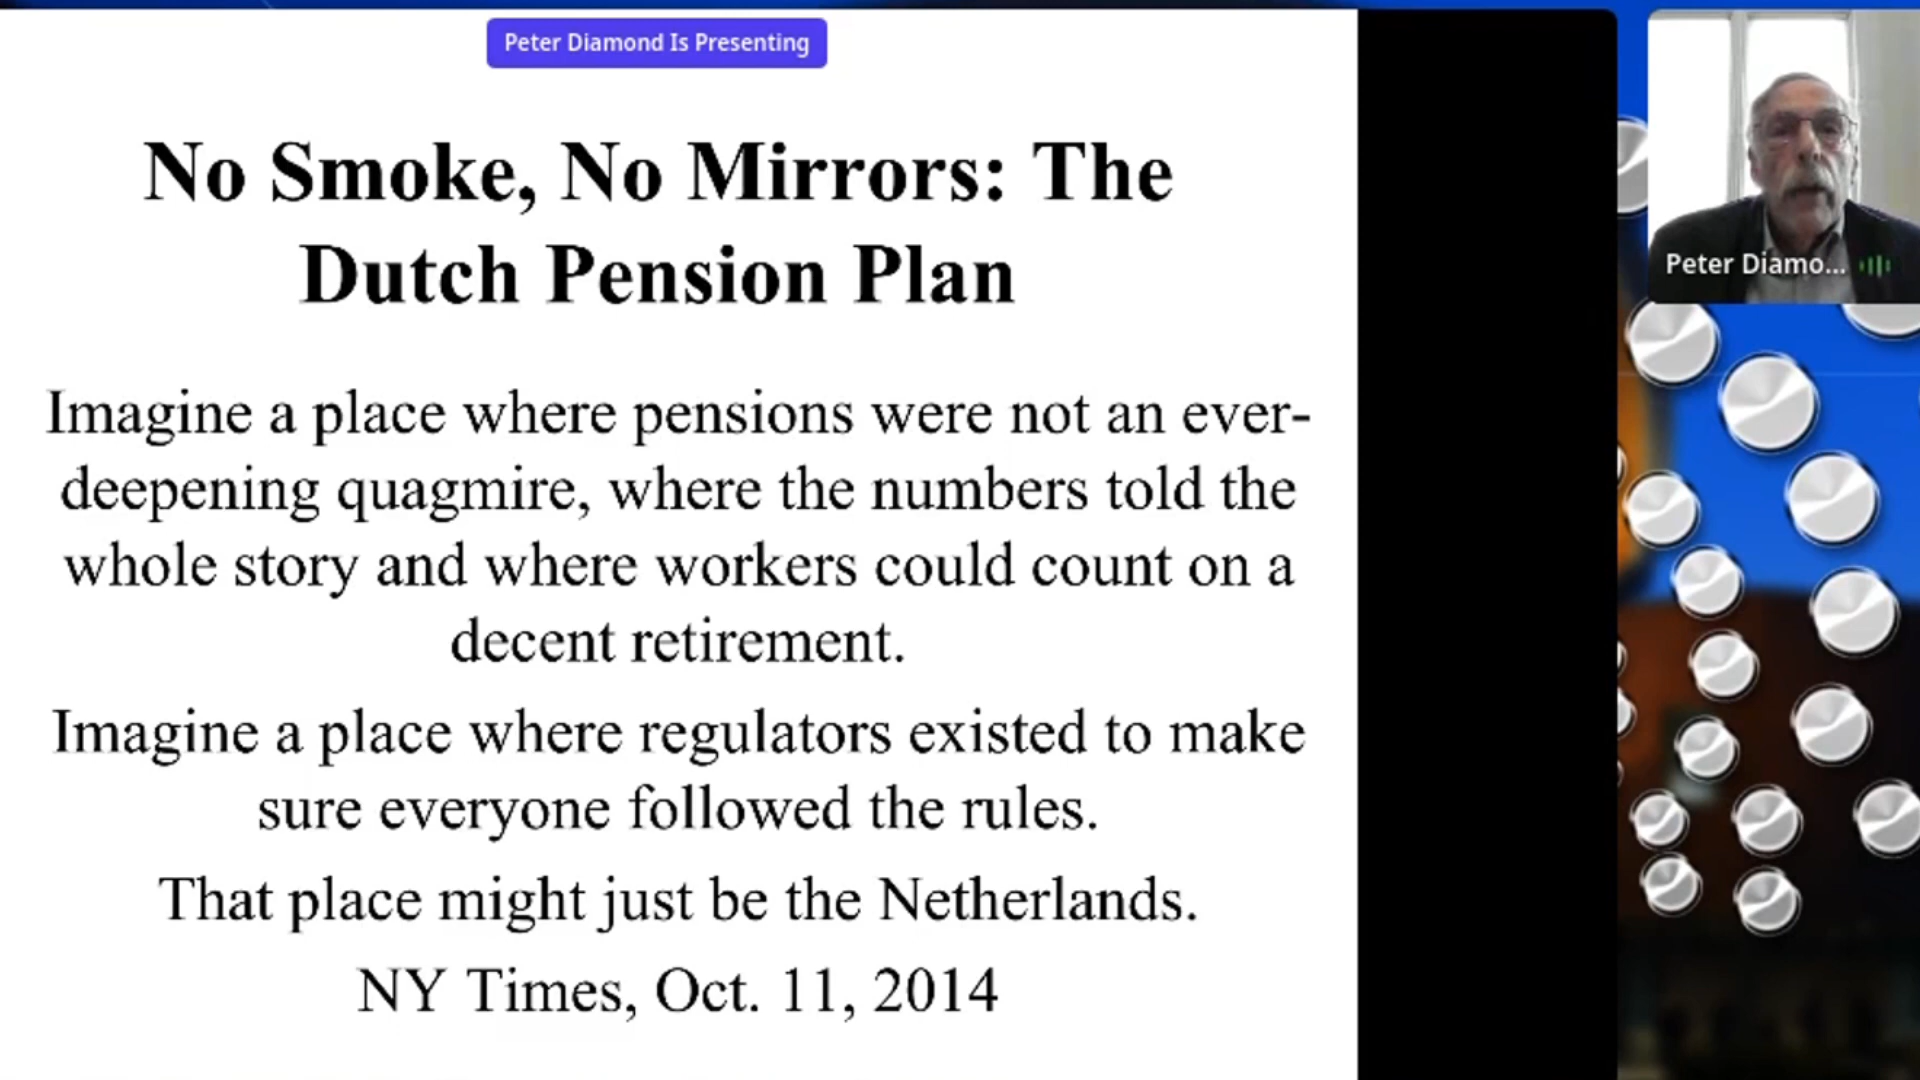 Peter Diamond Is Presenting
No Smoke, No Mirrors: The
Dutch Pension Plan
Imagine a place where pensions were not an ever-
deepening quagmire, where the numbers told the
whole story and where workers could count on a
decent retirement.
Imagine a place where regulators existed to make
sure everyone followed the rules.
That place might just be the Netherlands.
NY Times, Oct. 11, 2014
Peter Diamo...